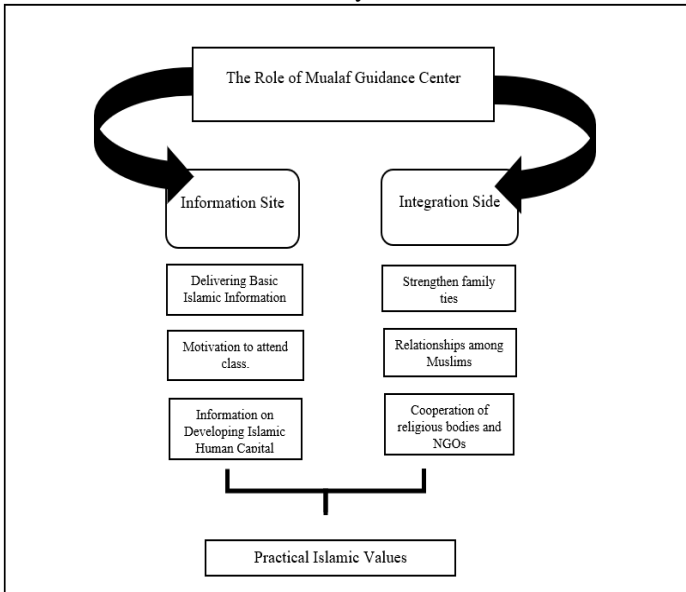 The Role of Mualaf Guidance Center
Information Site
Integration Side
Delivering Basic
Islamic Information
Strengthen family
ties
Motivation to attend
class.
Relationships among
Muslims
Information on
Developing Islamic
Human Capital
Cooperation of
religious bodies and
NGOs
Practical Islamic Values